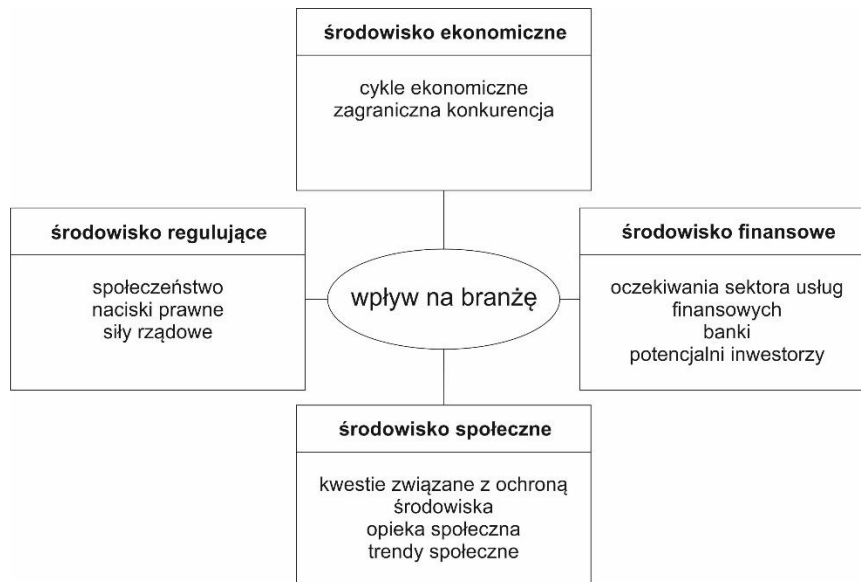 środowisko ekonomiczne
cykle ekonomiczne
zagraniczna konkurencja
środowisko regulujące
społeczeństwo
naciski prawne
siły rządowe
wpływ na branżę
środowisko finansowe
oczekiwania sektora usług
finansowych
banki
potencjalni inwestorzy
środowisko społeczne
kwestie związane z ochroną
środowiska
opieka społeczna
trendy społeczne